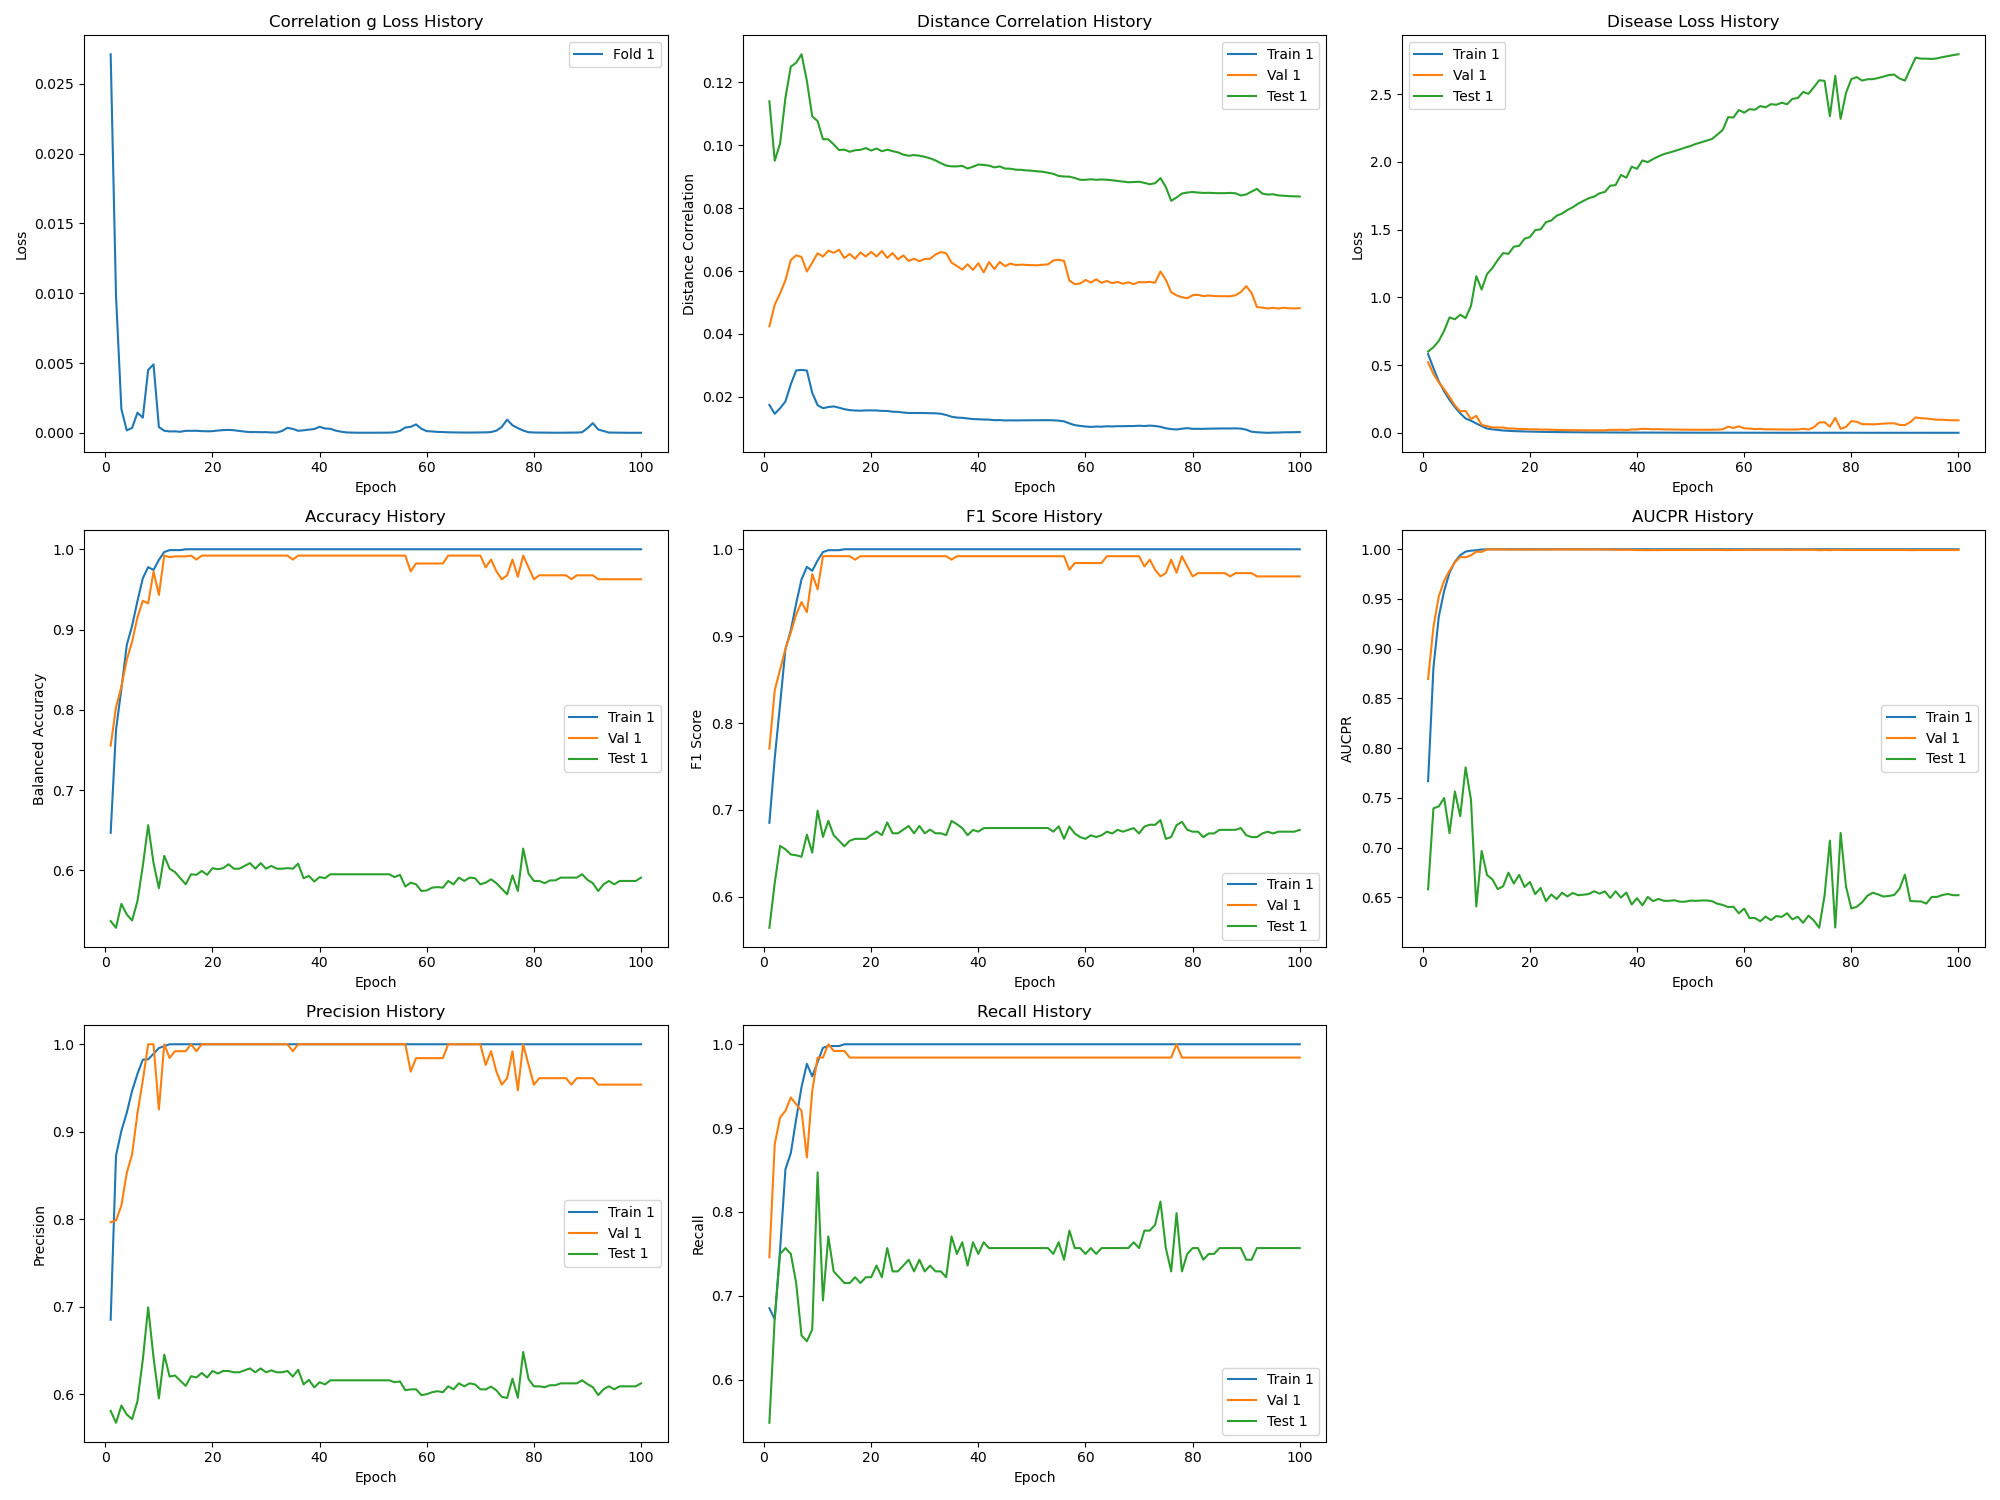 Correlation g Loss History
Loss
0.025
0.020
0.015
0.010
0.005
0.000
0 20 40 60 80 100
Epoch
Fold 1
Distance Correlation History
Distance Correlation
0.12
0.10
0.08
0.06
0.04
0.02
0 20 40 60 80 100
Epoch
Train 1
Val 1
Test 1
Disease Loss History
Loss
2.5
2.0
1.5
1.0
0.5
0.0
0 20 40 60 80 100
Epoch
Train 1
Val 1
Test 1
Accuracy History
Balanced Accuracy
1.0
0.9
0.8
0.7
0.6
0 20 40 60 80 100
Epoch
Train 1
Val 1
Test 1
F1 Score History
F1 Score
1.0
0.9
0.8
0.7
0.6
0 20 40 60 80 100
Epoch
Train 1
Val 1
Test 1
AUCPR History
AUCPR
1.00
0.95
0.90
0.85
0.80
0.75
0.70
0.65
0 20 40 60 80 100
Epoch
Train 1
Val 1
Test 1
Precision History
Precision
1.0
0.9
0.8
0.7
0.6
0 20 40 60 80 100
Epoch
Train 1
Val 1
Test 1
Recall History
Recall
1.0
0.9
0.8
0.7
0.6
0 20 40 60 80 100
Epoch
Train 1
Val 1
Test 1